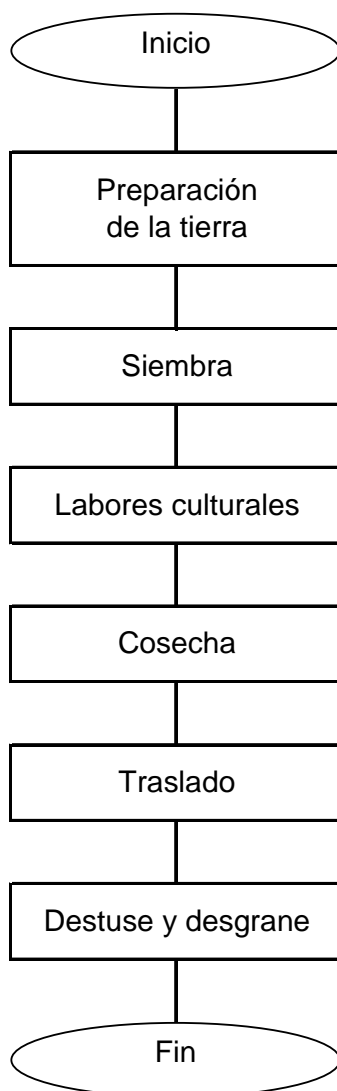 Inicio
Preparación
de la tierra
Siembra
Labores culturales
Cosecha
Traslado
Destuse y desgrane
Fin